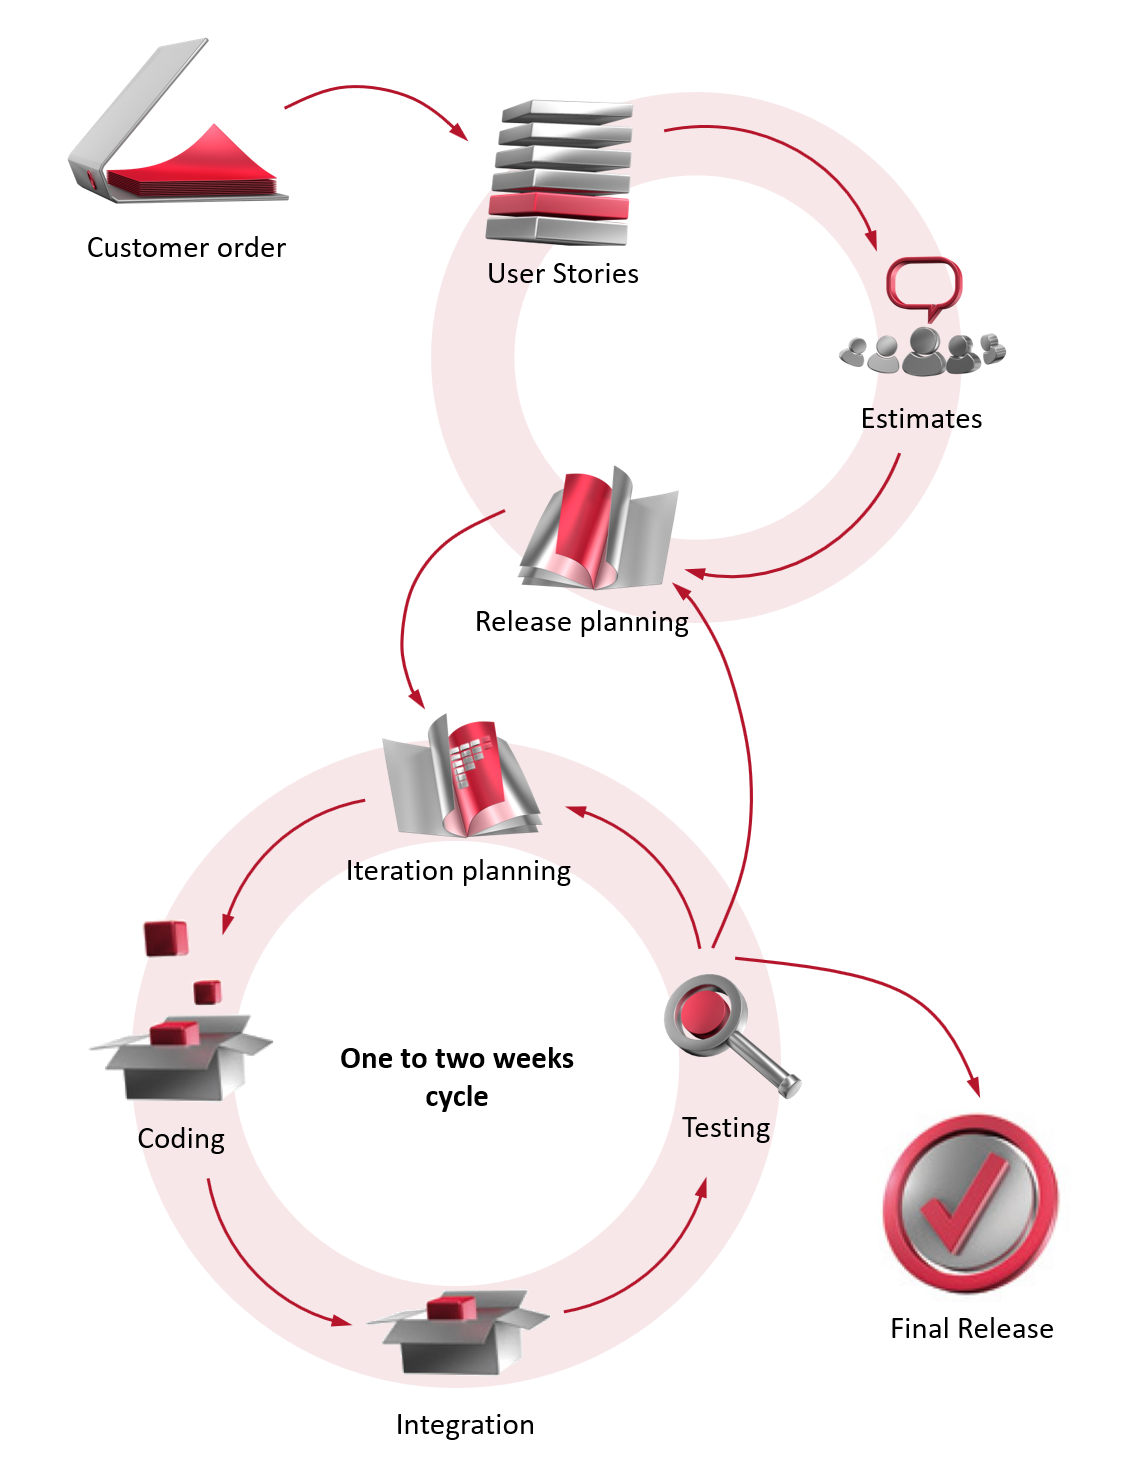 Customer order
User Stories
Estimates
Release planning
Iteration planning
One to two weeks
cycle
Coding
Testing
Integration
Final Release